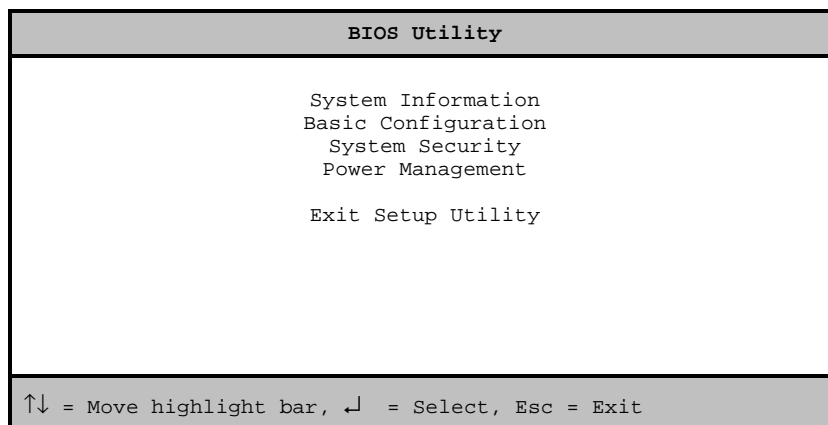 BIOS Utility
System Information
Basic Configuration
System Security
Power Management
Exit Setup Utility
↑↓ = Move highlight bar, ↵ = Select, Esc = Exit